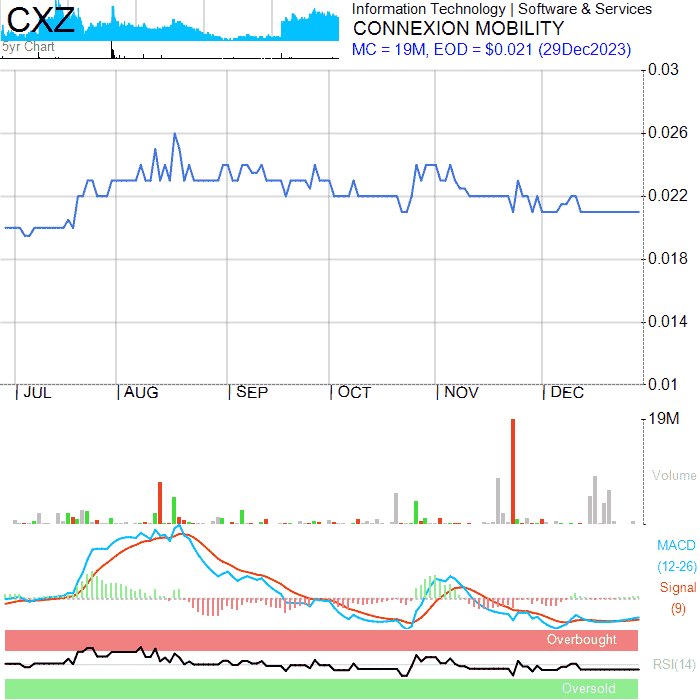 CXZ
5yr Chart
Information Technology | Software & Services
CONNEXION MOBILITY
MC = 19M, EOD = $0.021 (29Dec2023)
0.03
0.026
0.022
0.018
0.014
0.01
JUL AUG SEP OCT NOV DEC
19M
Volume
MACD
(12-26)
Signal
(9)
Overbought
RSI(14)
Oversold